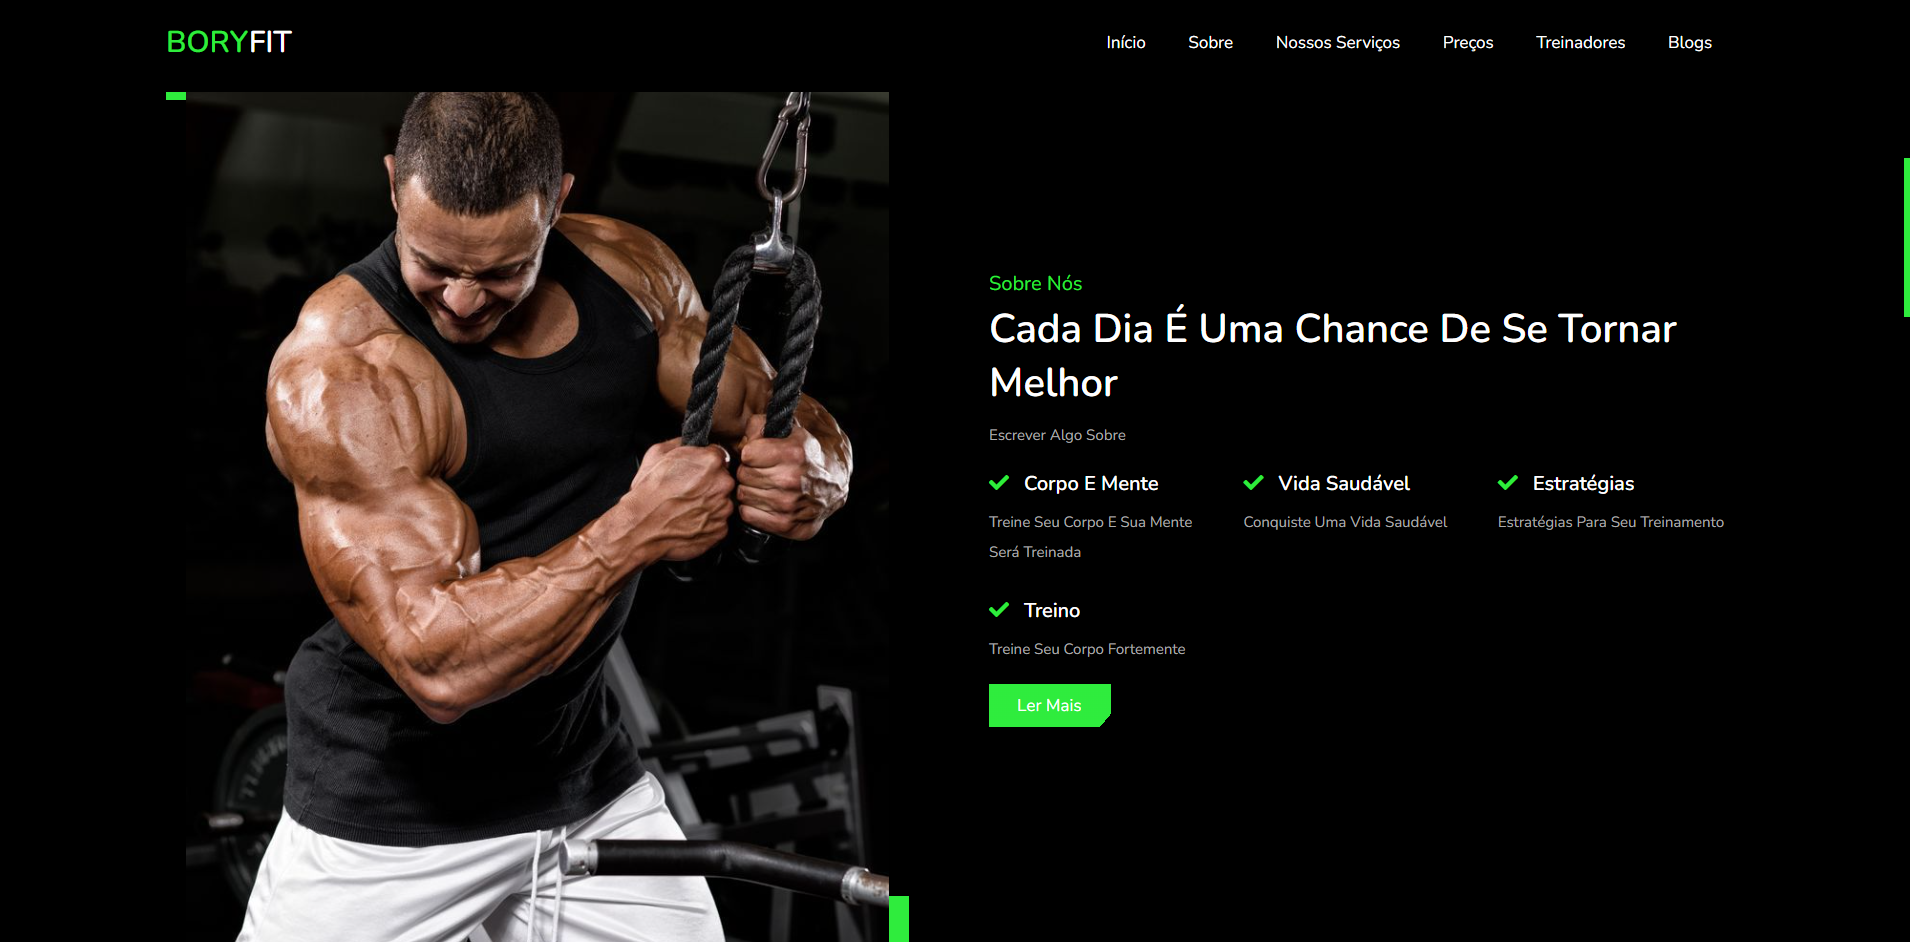 BORYFIT
Início Sobre Nossos Serviços Preços Treinadores Blogs
Sobre Nós
Cada Dia É Uma Chance De Se Tornar
Melhor
Escrever Algo Sobre
Corpo E Mente
Treine Seu Corpo E Sua Mente
Será Treinada
Vida Saudável
Conquiste Uma Vida Saudável
Estratégias
Estratégias Para Seu Treinamento
Treino
Treine Seu Corpo Fortemente
Ler Mais